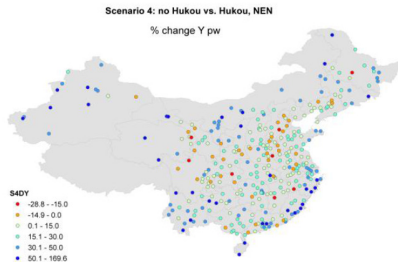 Scenario 4: no Hukou vs. Hukou, NEN
% change Y pw
S4DY
-28.8 - -15.0
-14.9 - 0.0
0.1 - 15.0
15.1 - 30.0
30.1 - 50.0
50.1 - 169.6